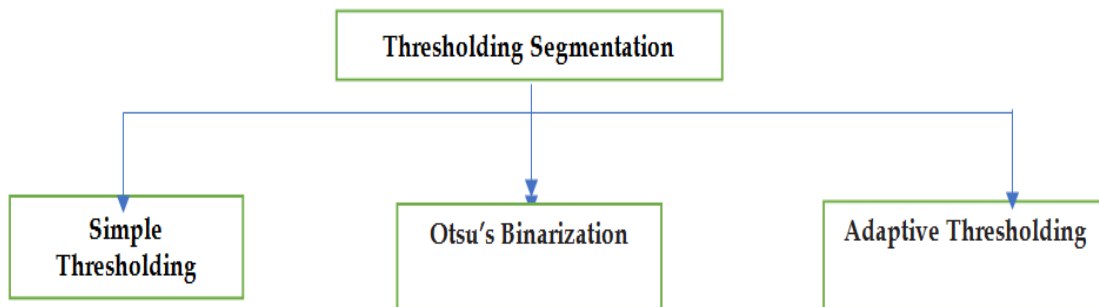 Thresholding Segmentation
Simple
Thresholding
Otsu's Binarization
Adaptive Thresholding